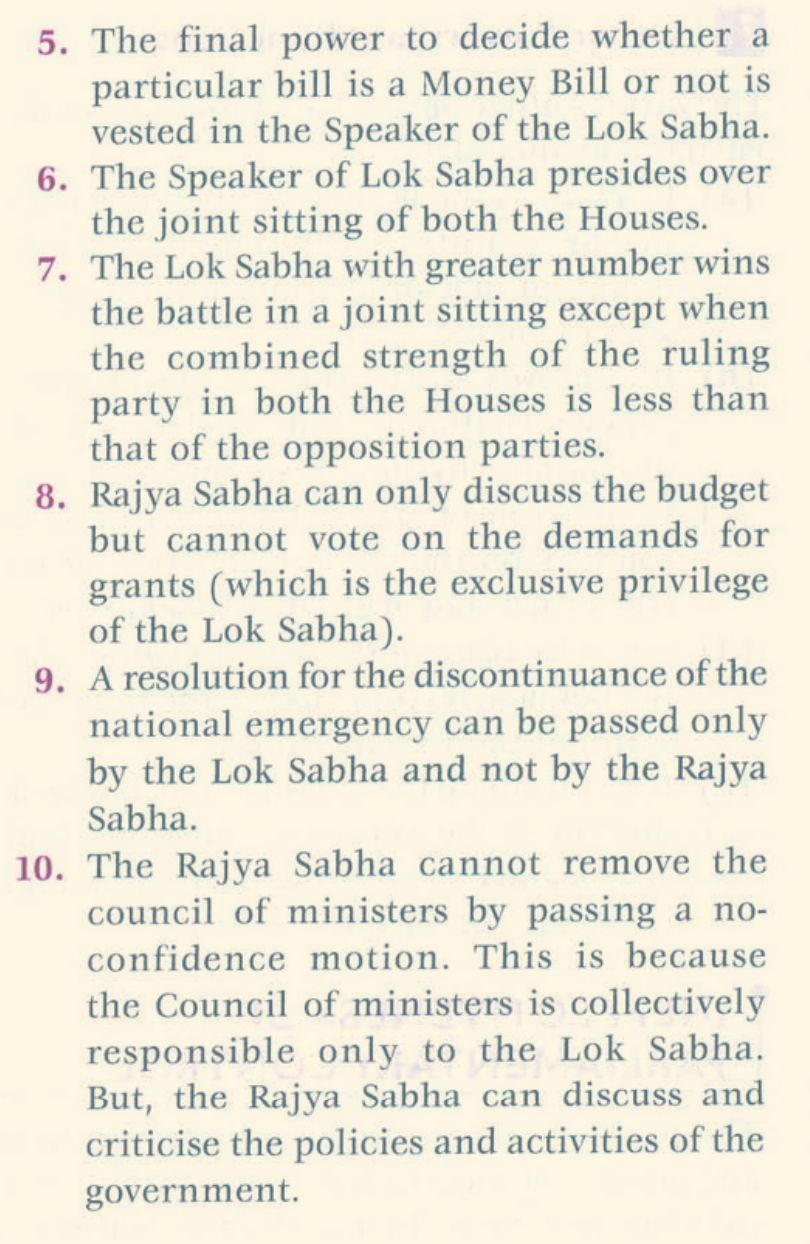 5. The final power to decide whether a
particular bill is a Money Bill or not is
vested in the Speaker of the Lok Sabha.
6. The Speaker of Lok Sabha presides over
the joint sitting of both the Houses.
7. The Lok Sabha with greater number wins
the battle in a joint sitting except when
the combined strength of the ruling
party in both the Houses is less than
that of the opposition parties.
8. Rajya Sabha can only discuss the budget
but cannot vote on the demands for
grants (which is the exclusive privilege
of the Lok Sabha).
9. A resolution for the discontinuance of the
national emergency can be passed only
by the Lok Sabha and not by the Rajya
Sabha.
10. The Rajya Sabha cannot remove the
council of ministers by passing a no-
confidence motion. This is because
the Council of ministers is collectively
responsible only to the Lok Sabha.
But, the Rajya Sabha can discuss and
criticise the policies and activities of the
government.